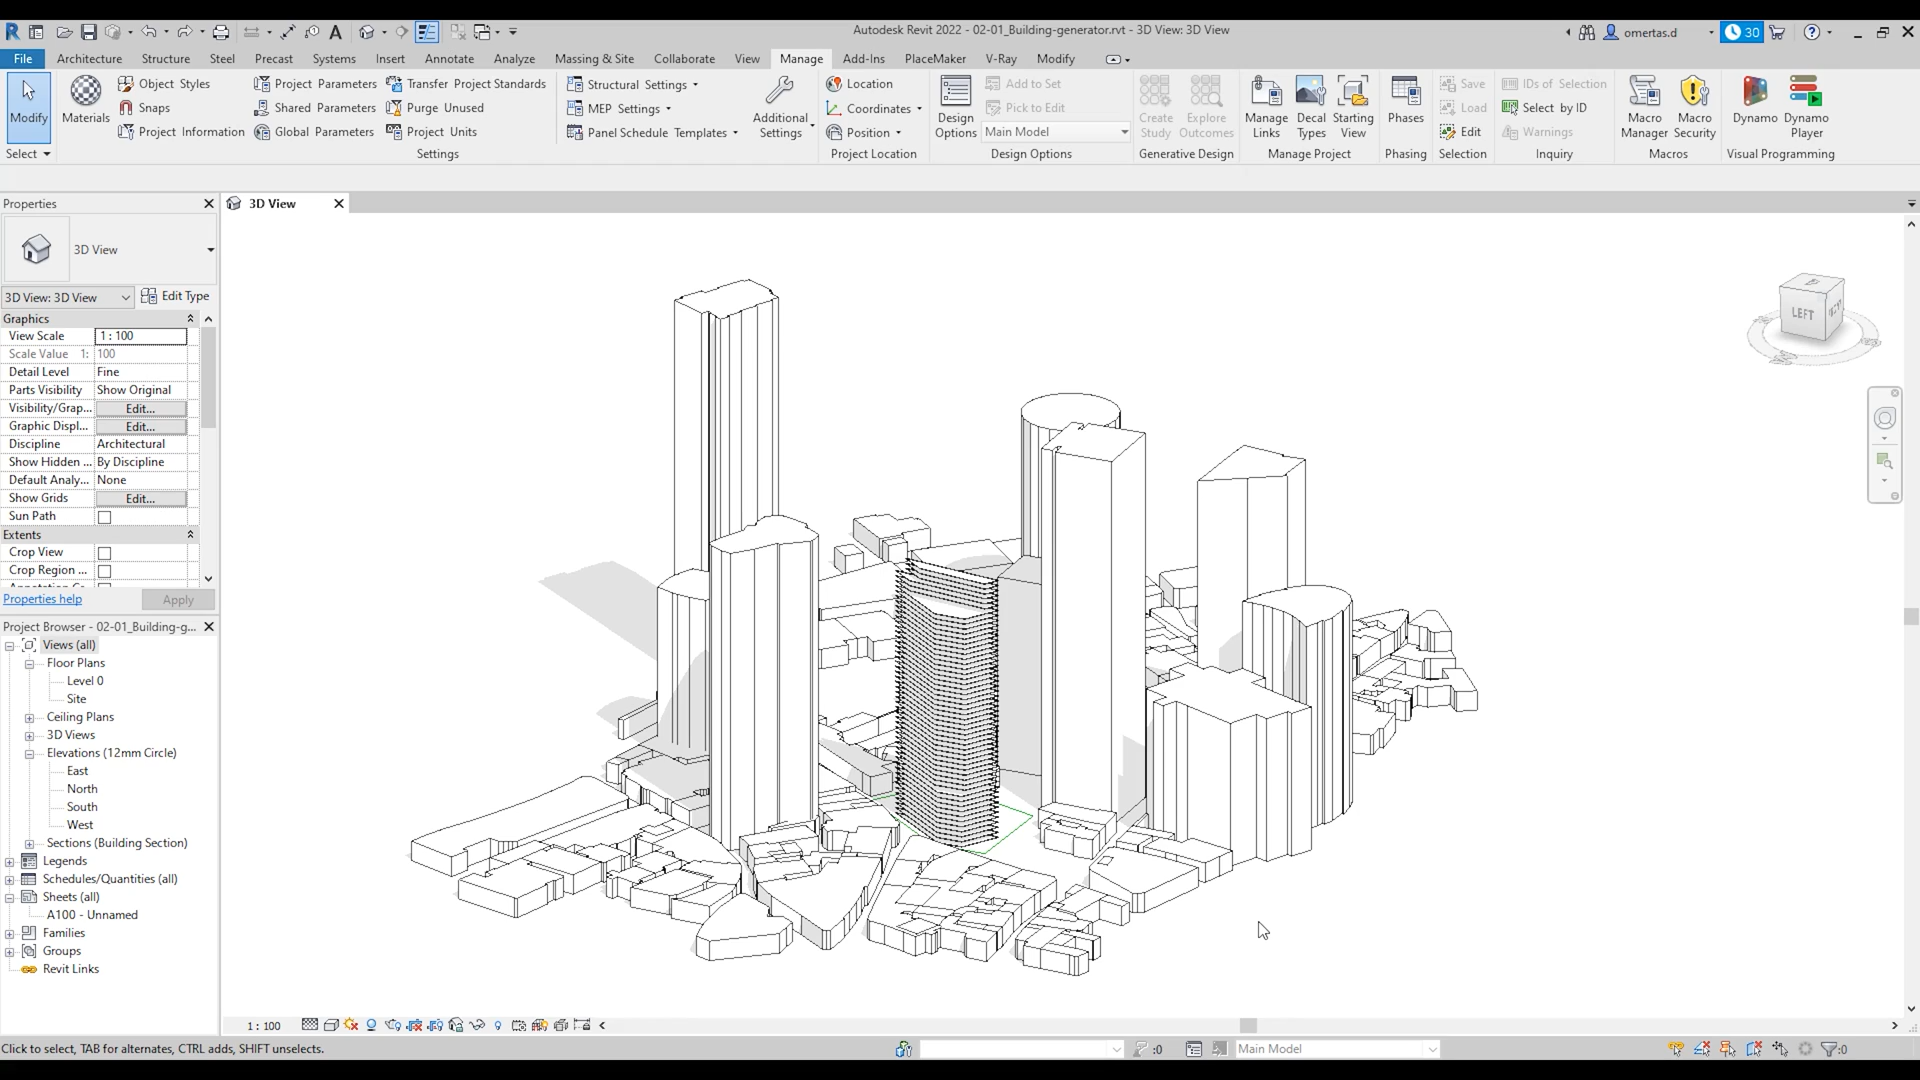 Autodesk Revit 2022 - 02-01_Building-generator.rvt - 3D View: 3D View
omertas.d
30
File Architecture Structure Steel Precast Systems Insert Annotate Analyze Massing & Site Collaborate View Manage Add-Ins PlaceMaker V-Ray Modify
Modify
Select
Materials
Object Styles
Snaps
Project Information
Project Parameters
Shared Parameters
Global Parameters
Transfer Project Standards
Purge Unused
Project Units
Settings
Structural Settings
MEP Settings
Panel Schedule Templates
Additional
Settings
Location
Coordinates
Position
Project Location
Design
Options
Add to Set
Pick to Edit
Main Model
Design Options
Create
Study
Explore
Outcomes
Generative Design
Manage
Links
Decal
Types
Starting
View
Manage Project
Phases
Phasing
Save
Load
Edit
Selection
IDs of Selection
Select by ID
Warnings
Inquiry
Macro
Manager
Macro
Security
Macros
Dynamo
Dynamo
Player
Visual Programming
Properties
3D View
3D View
3D View: 3D View
Edit Type
Graphics
View Scale 1 : 100
Scale Value 1: 100
Detail Level Fine
Parts Visibility Show Original
Visibility/Grap... Edit...
Graphic Displ... Edit...
Discipline Architectural
Show Hidden ... By Discipline
Default Analy... None
Show Grids Edit...
Sun Path
Extents
Crop View
Crop Region ...
Properties help
Apply
Project Browser - 02-01_Building-g...
Views (all)
Floor Plans
Level 0
Site
Ceiling Plans
3D Views
Elevations (12mm Circle)
East
North
South
West
Sections (Building Section)
Legends
Schedules/Quantities (all)
Sheets (all)
A100 - Unnamed
Families
Groups
Revit Links
LEFT
1 : 100
Click to select, TAB for alternates, CTRL adds, SHIFT unselects.
:0
Main Model
:0